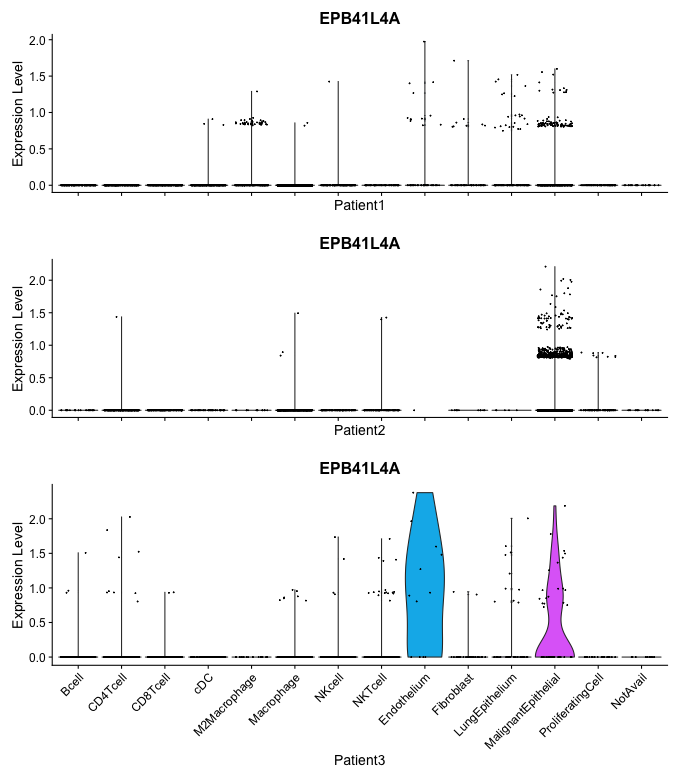 EPB41L4A
Expression Level
2.0
1.5
1.0
0.5
0.0
Patient1
EPB41L4A
Expression Level
2.0
1.5
1.0
0.5
0.0
Patient2
EPB41L4A
Expression Level
2.0
1.5
1.0
0.5
0.0
Bcell
CD4Tcell
CD8Tcell
cDC
M2Macrophage
Macrophage
NKcell
NKTcell
Endothelium
Fibroblast
LungEpithelium
MalignantEpithelial
ProliferatingCell
NotAvail
Patient3